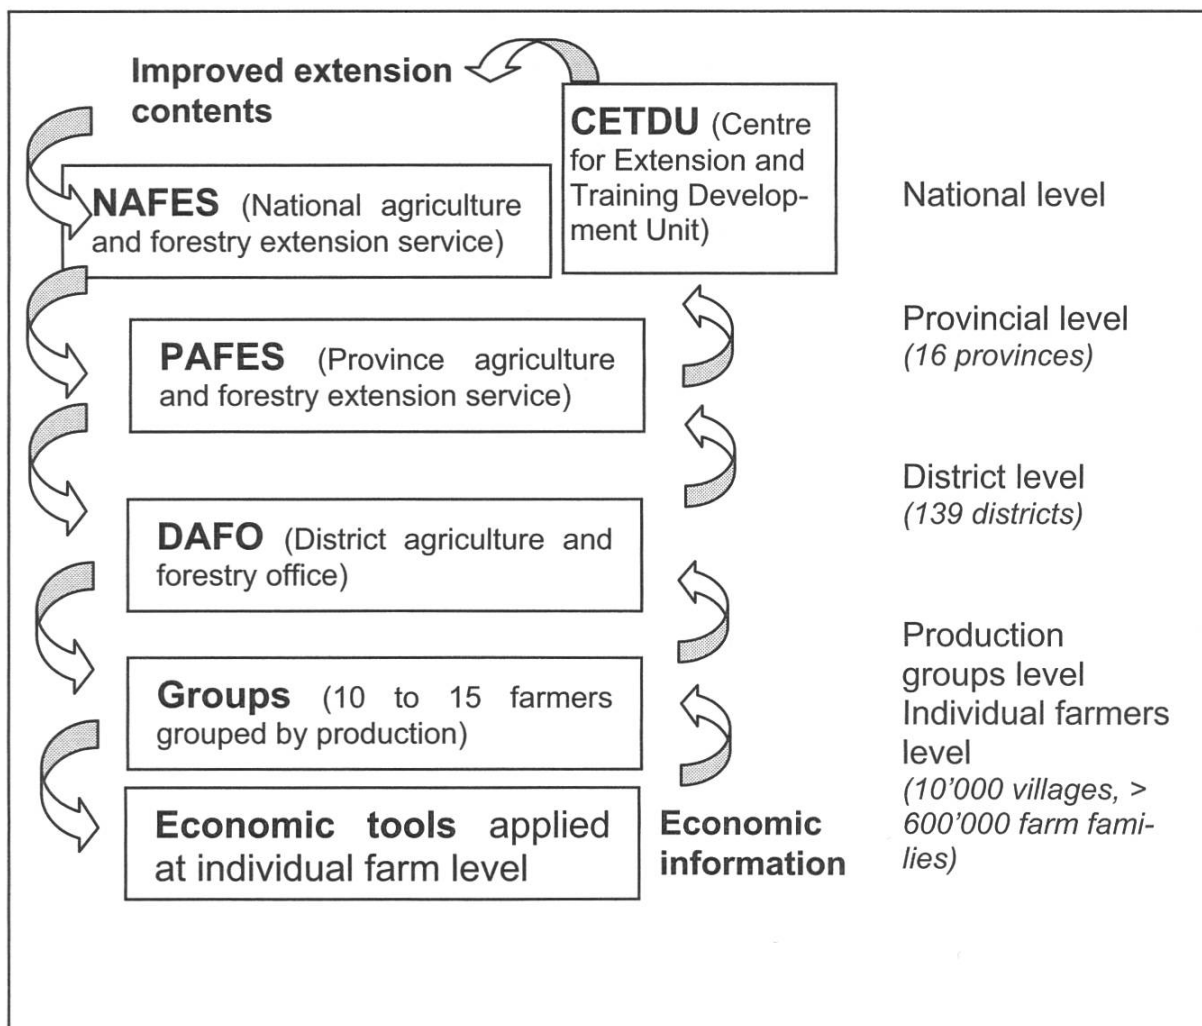 Improved extension
contents
CETDU (Centre
for Extension and
Training Develop-
ment Unit)
NAFES (National agriculture
and forestry extension service)
National level
PAFES (Province agriculture
and forestry extension service)
Provincial level
(16 provinces)
DAFO (District agriculture and
forestry office)
District level
(139 districts)
Groups (10 to 15 farmers
grouped by production)
Production
groups level
Individual farmers
level
(10’000 villages, >
600’000 farm fami-
lies)
Economic tools applied
at individual farm level
Economic
information